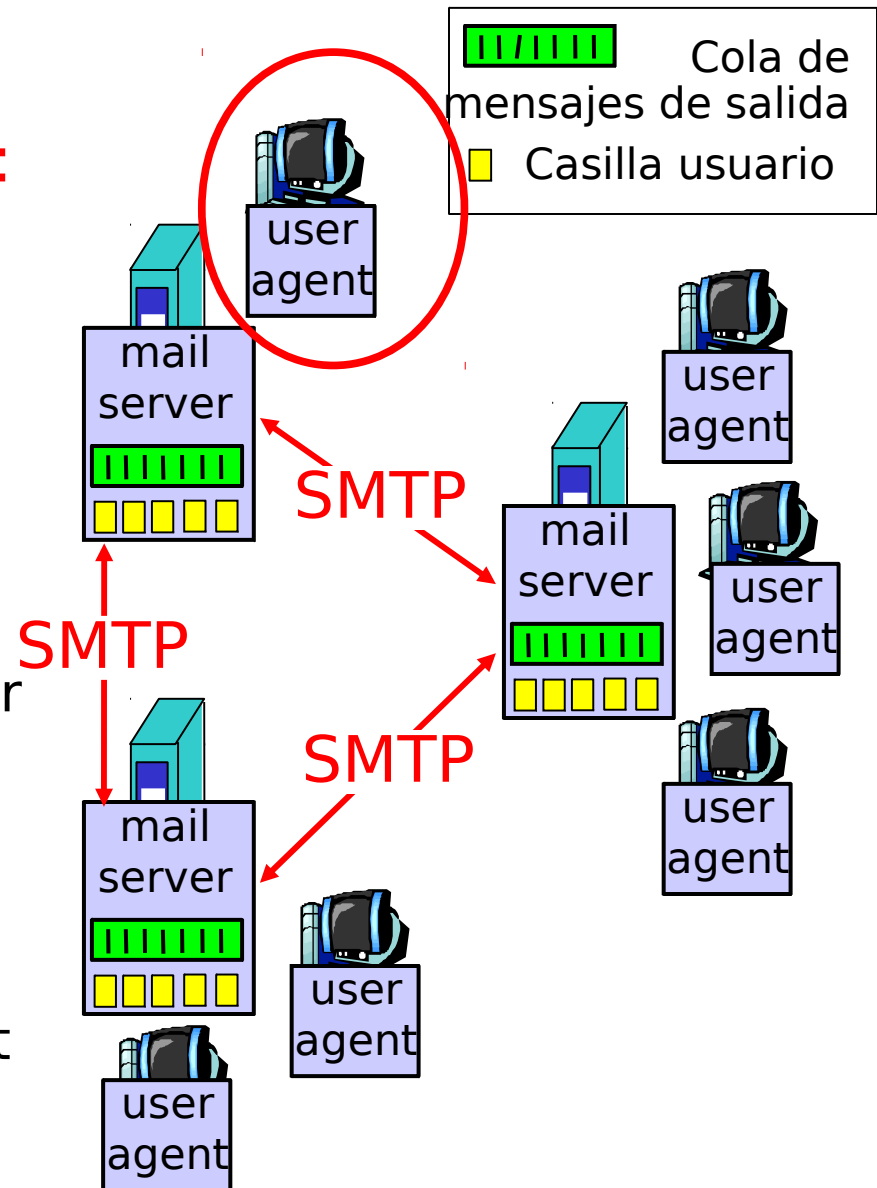 Cola de
mensajes de salida
Casilla usuario
:
user
agent
mail
server
user
agent
SMTP
mail
server
user
agent
SMTP
r
SMTP
user
agent
mail
server
user
agent
t
user
agent